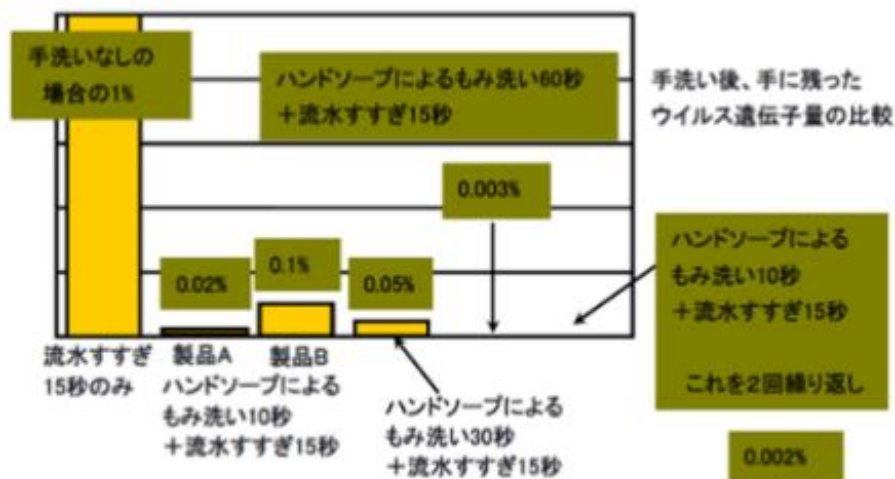 手洗いなしの
場合の1%
ハンドソープによるもみ洗い60秒
+流水すすぎ15秒
手洗い後、手に残った
ウイルス遺伝子量の比較
0.003%
0.02%
0.1%
0.05%
ハンドソープによる
もみ洗い10秒
+流水すすぎ15秒
これを2回繰り返し
0.002%
流水すすぎ
15秒のみ
製品A
製品B
ハンドソープによる
もみ洗い10秒
+流水すすぎ15秒
ハンドソープによる
もみ洗い30秒
+流水すすぎ15秒